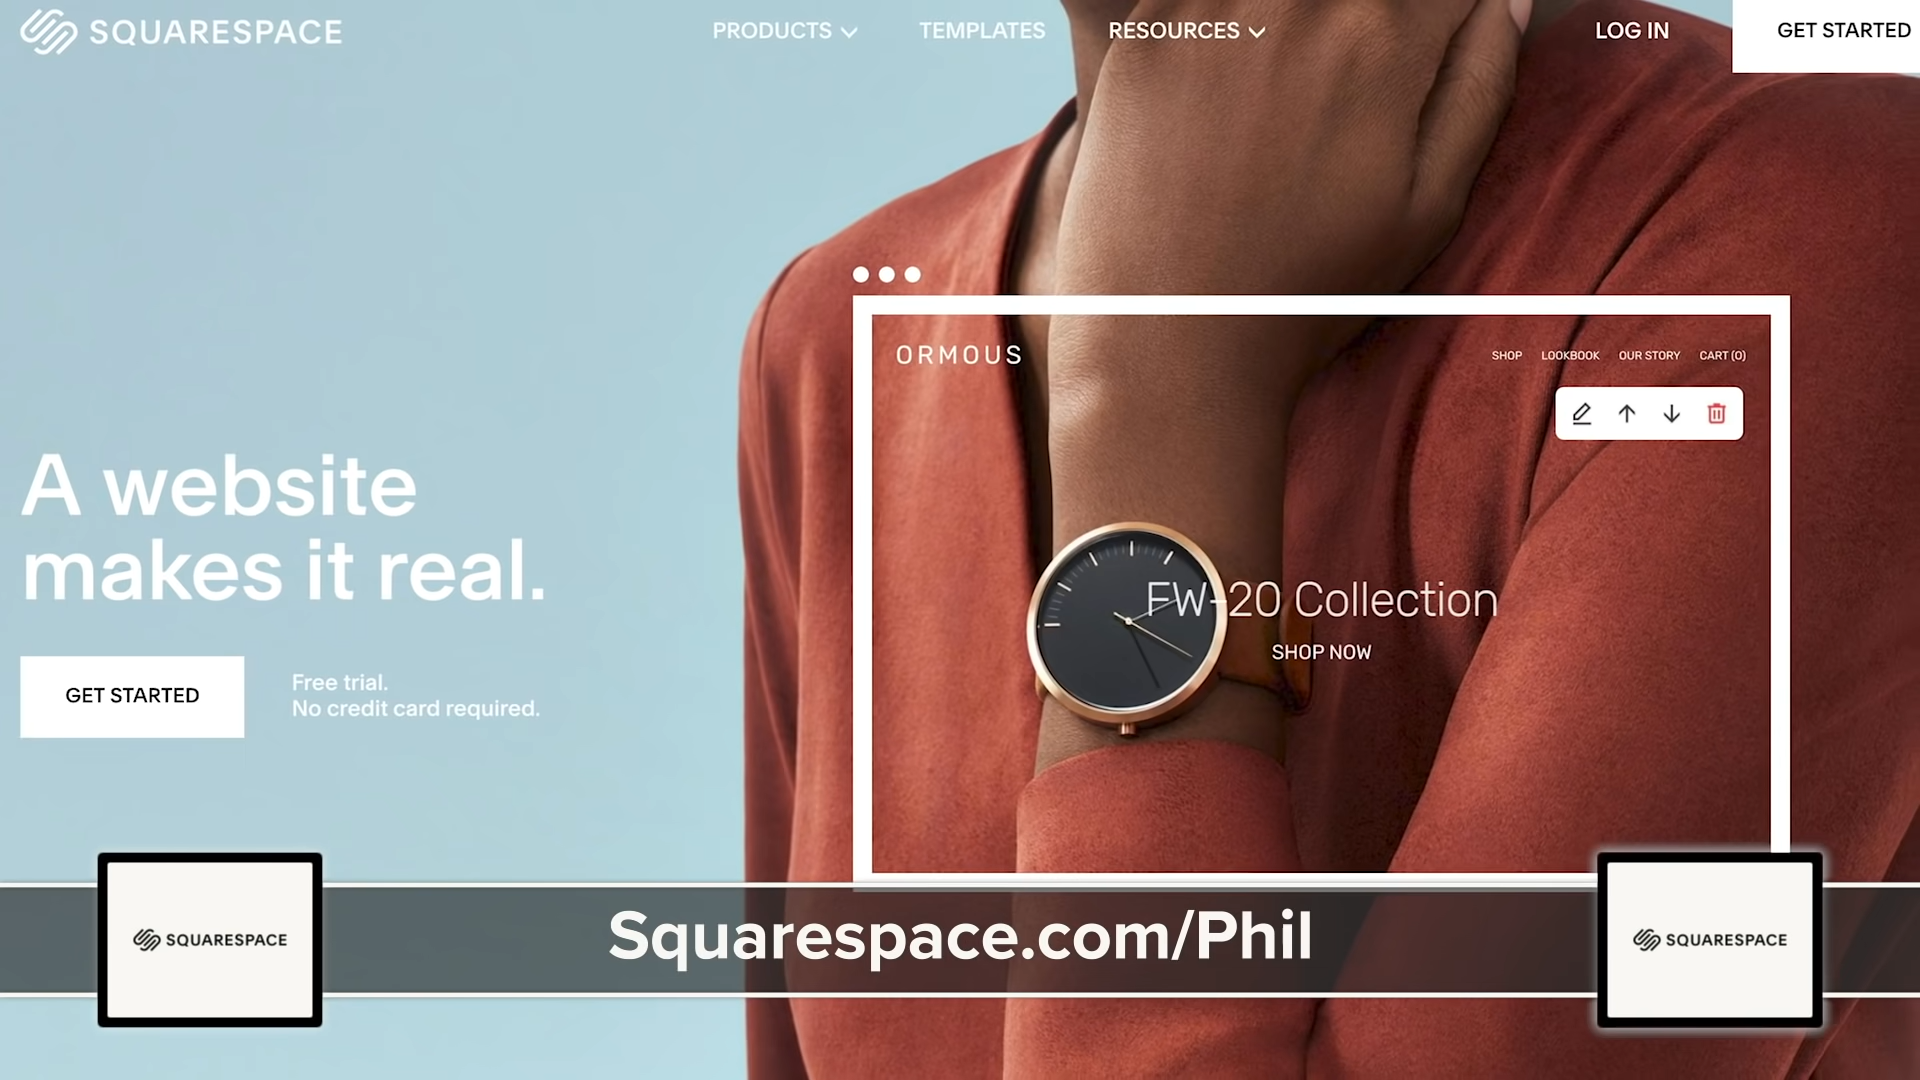 SQUARESPACE
PRODUCTS
TEMPLATES
RESOURCES
LOG IN
GET STARTED
ORMOUS
SHOP
LOOKBOOK
OUR STORY
CART (0)
A website
makes it real.
FW-20 Collection
SHOP NOW
GET STARTED
Free trial.
No credit card required.
SQUARESPACE
Squarespace.com/Phil
SQUARESPACE